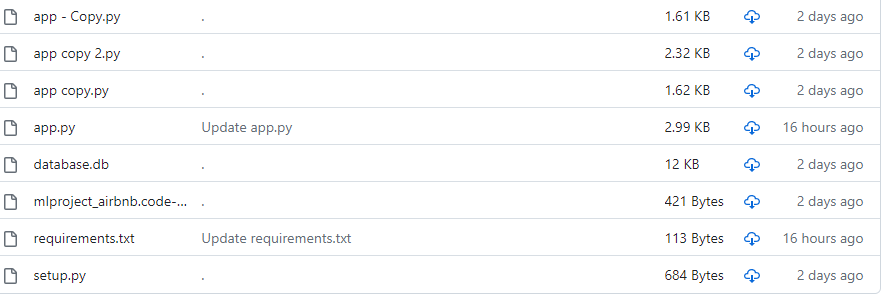 app - Copy.py . 1.61 KB 2 days ago
app copy 2.py . 2.32 KB 2 days ago
app copy.py . 1.62 KB 2 days ago
app.py Update app.py 2.99 KB 16 hours ago
database.db . 12 KB 2 days ago
mlproject_airbnb.code-... . 421 Bytes 2 days ago
requirements.txt Update requirements.txt 113 Bytes 16 hours ago
setup.py . 684 Bytes 2 days ago